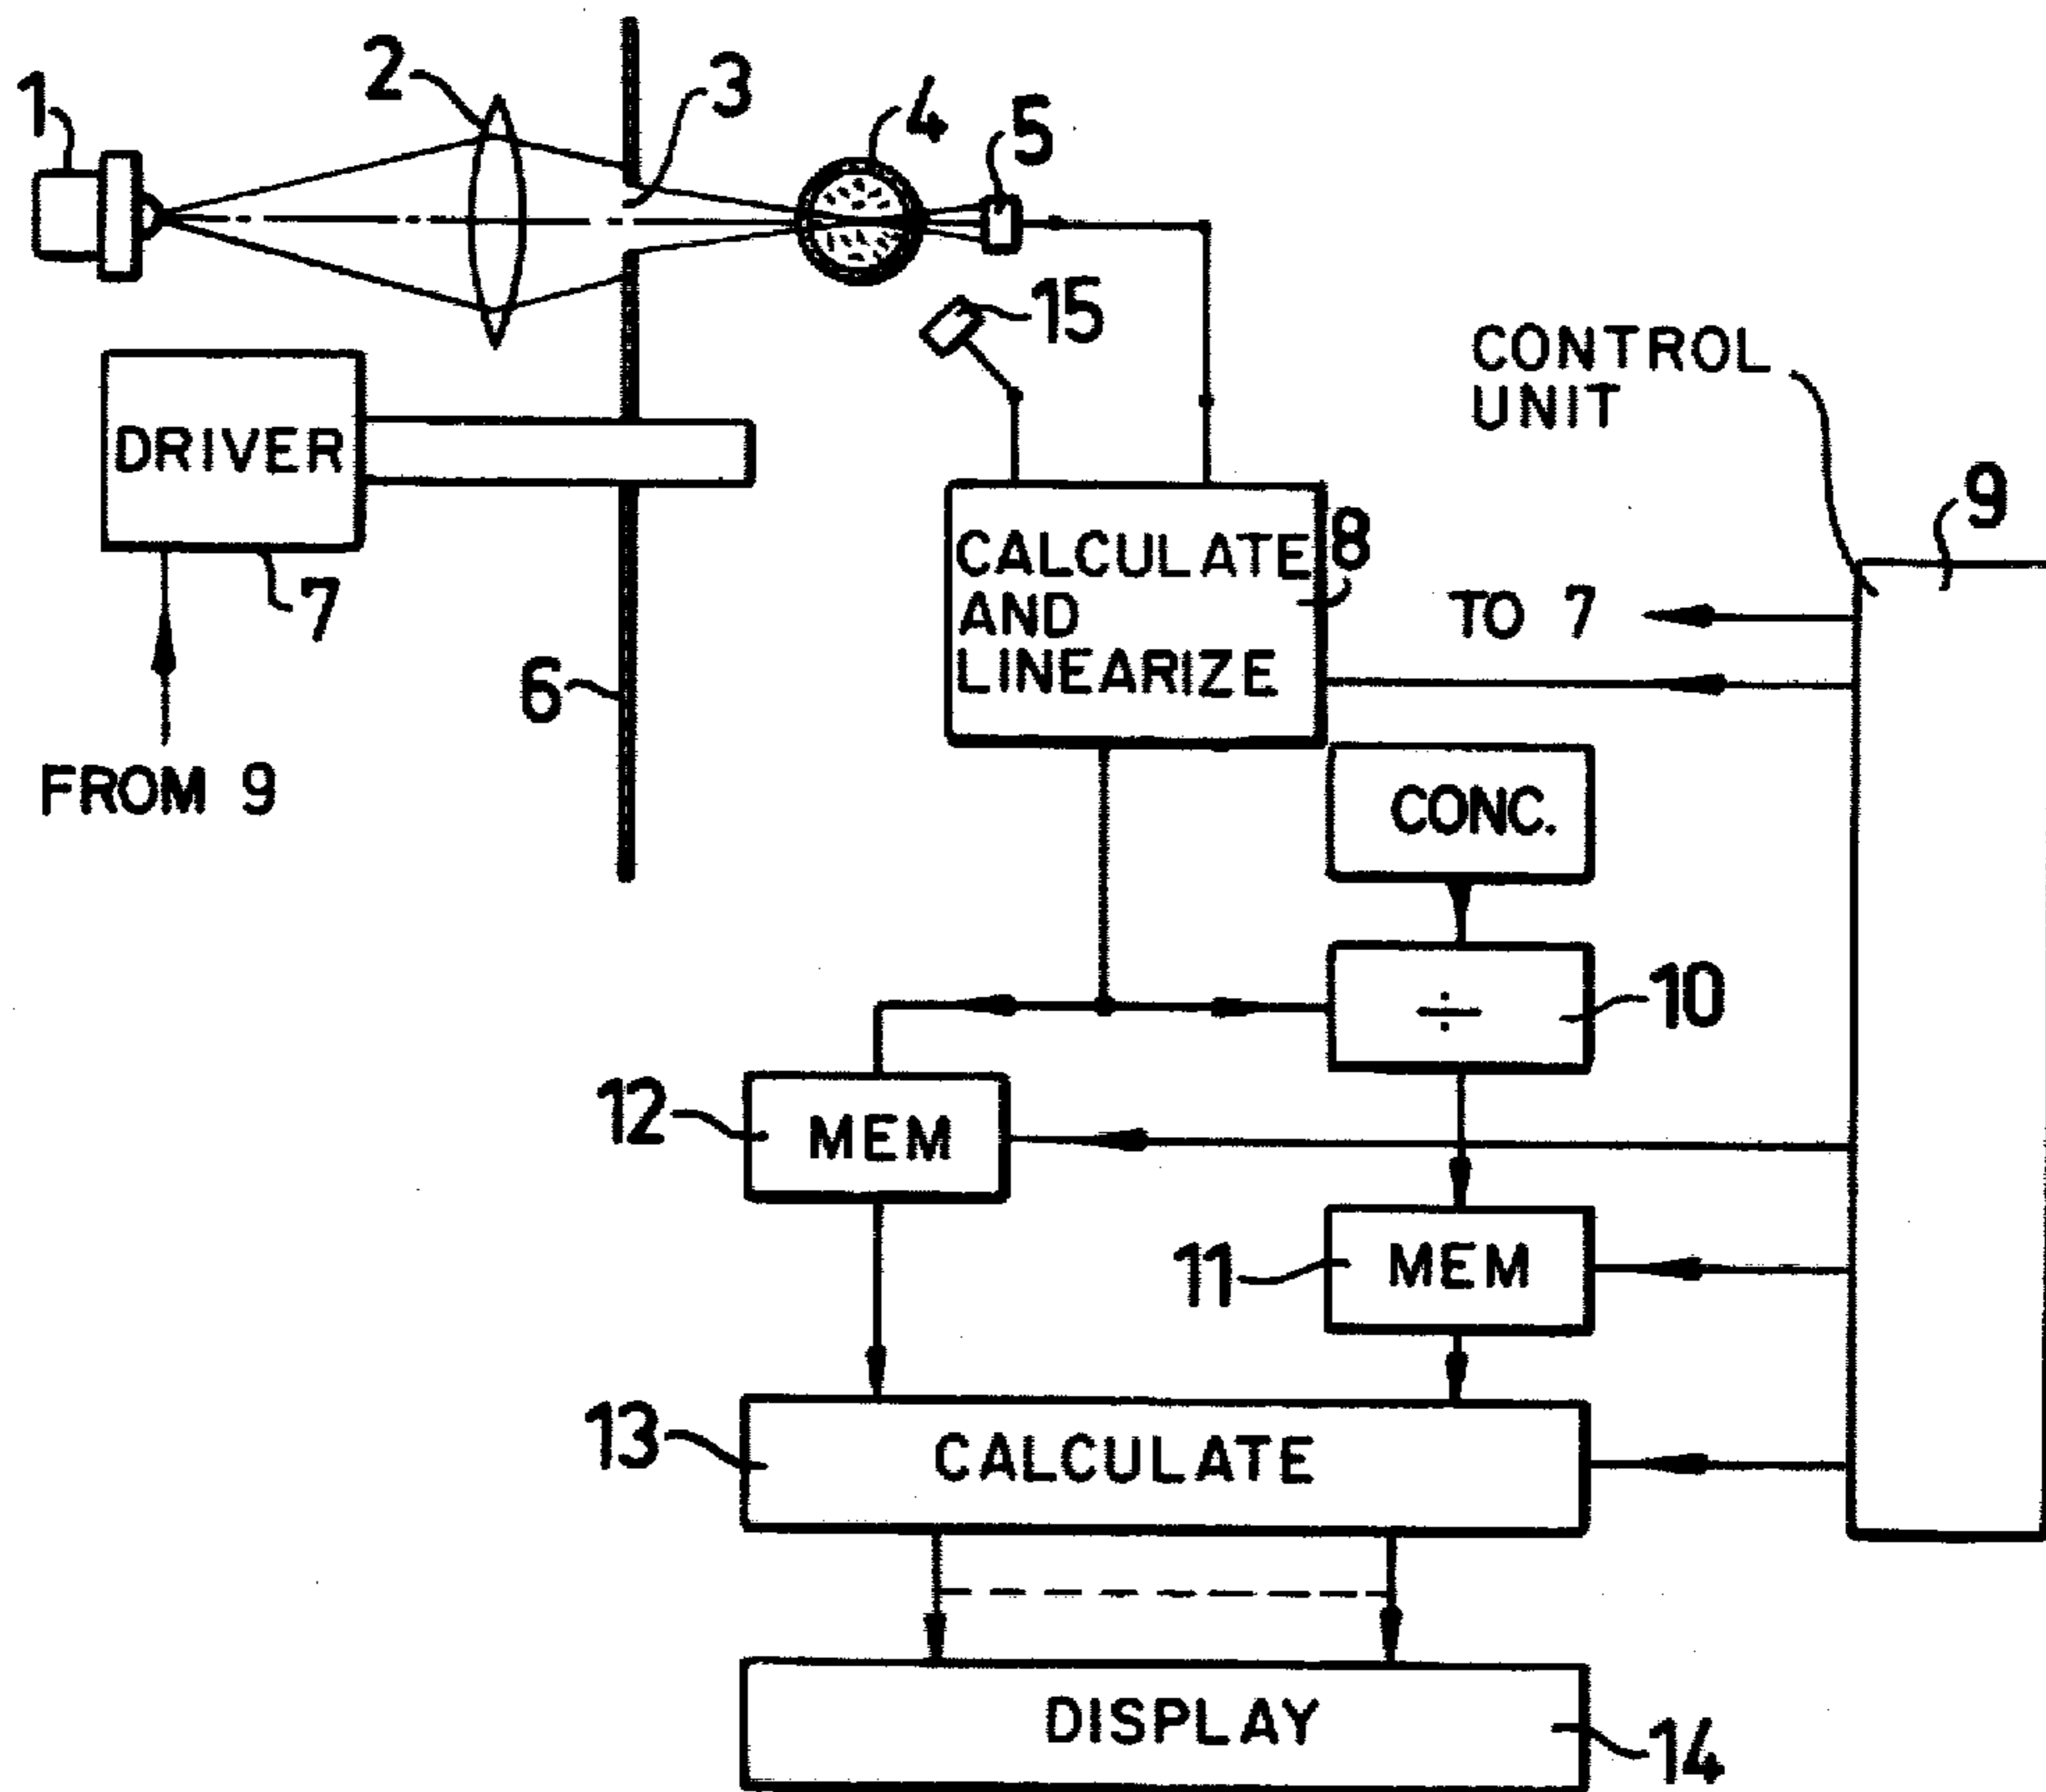 1
2
3
4
5
15
CONTROL
UNIT
DRIVER
7
CALCULATE
AND
LINEARIZE
8
9
TO 7
6
FROM 9
CONC.
÷
10
12
MEM
11
MEM
13
CALCULATE
DISPLAY
14